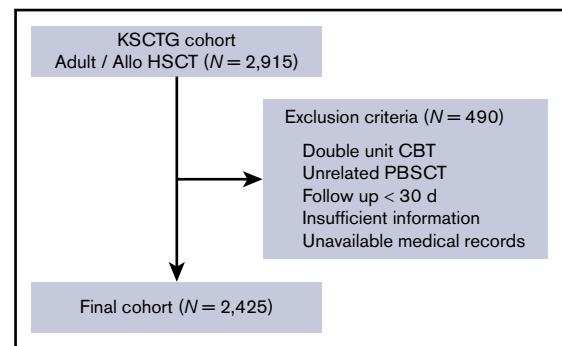 KSCTG cohort
Adult / Allo HSCT (N = 2,915)
Exclusion criteria (N = 490)
Double unit CBT
Unrelated PBSCT
Follow up < 30 d
Insufficient information
Unavailable medical records
Final cohort (N = 2,425)